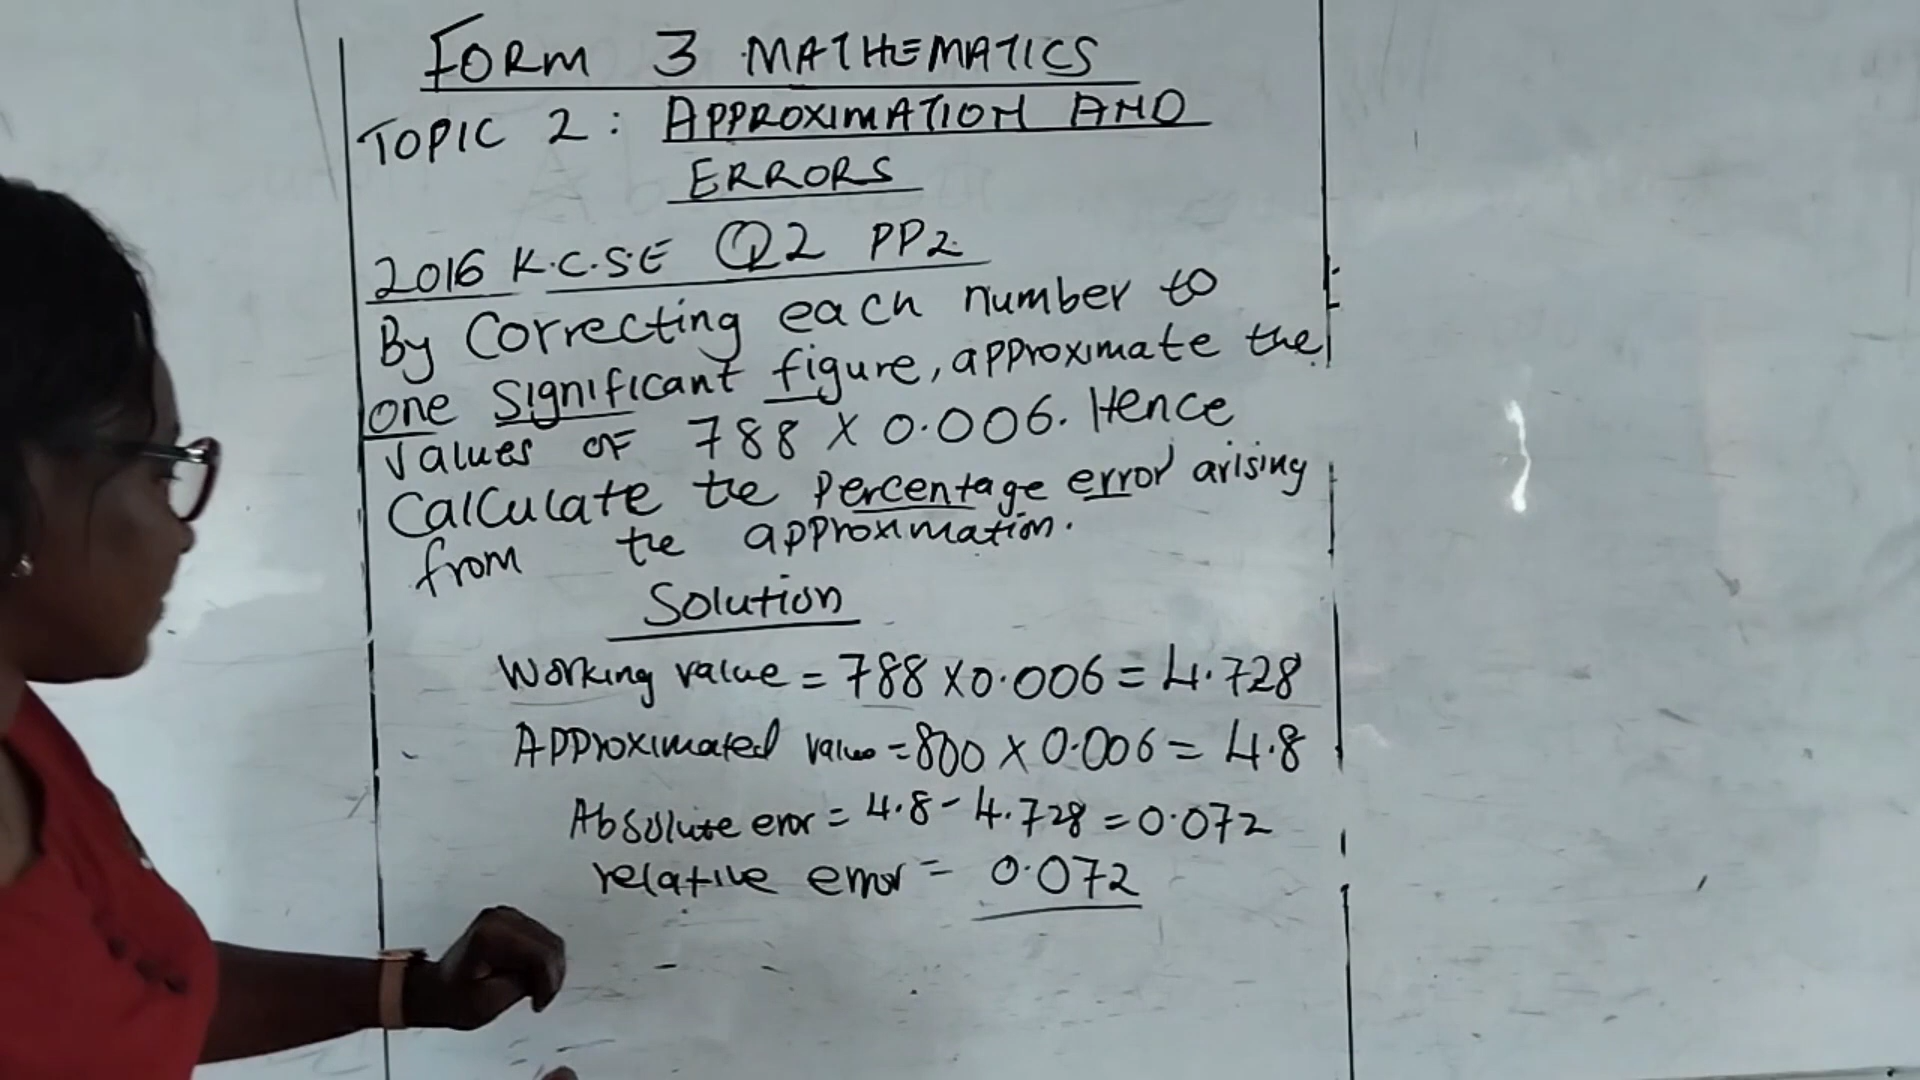 FORM 3 MATHEMATICS
TOPIC 2: APPROXIMATION AND
ERRORS
2016 K.C.S.E Q2 PP2.
By Correcting each number to
one significant figure, approximate the
values OF 788 X 0.006. Hence
Calculate the percentage error arising
from the approximation.
Solution
Working value = 788 X 0.006 = 4.728
Approximated value = 800 X 0.006 = 4.8
Absolute error = 4.8 - 4.728 = 0.072
relative error = 0.072